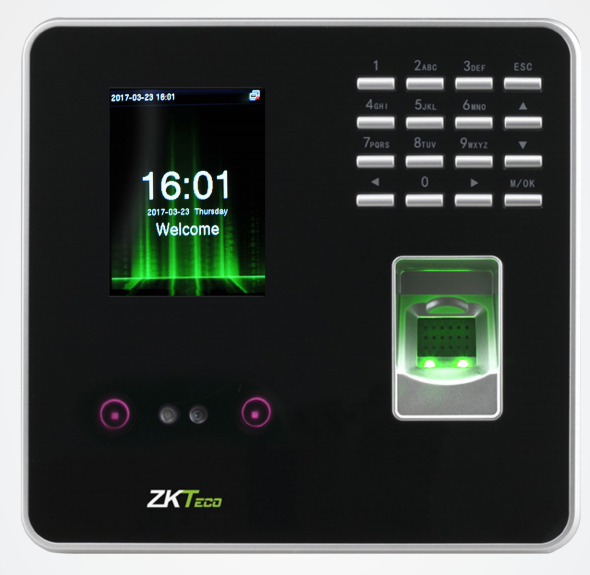 2017-03-23 16:01
16:01
2017-03-23 Thursday
Welcome
1 2ABC 3DEF ESC
4GHI 5JKL 6MNO ▲
7PQRS 8TUV 9WXYZ ▼
◀ 0 ▶ M/OK
ZKTECO